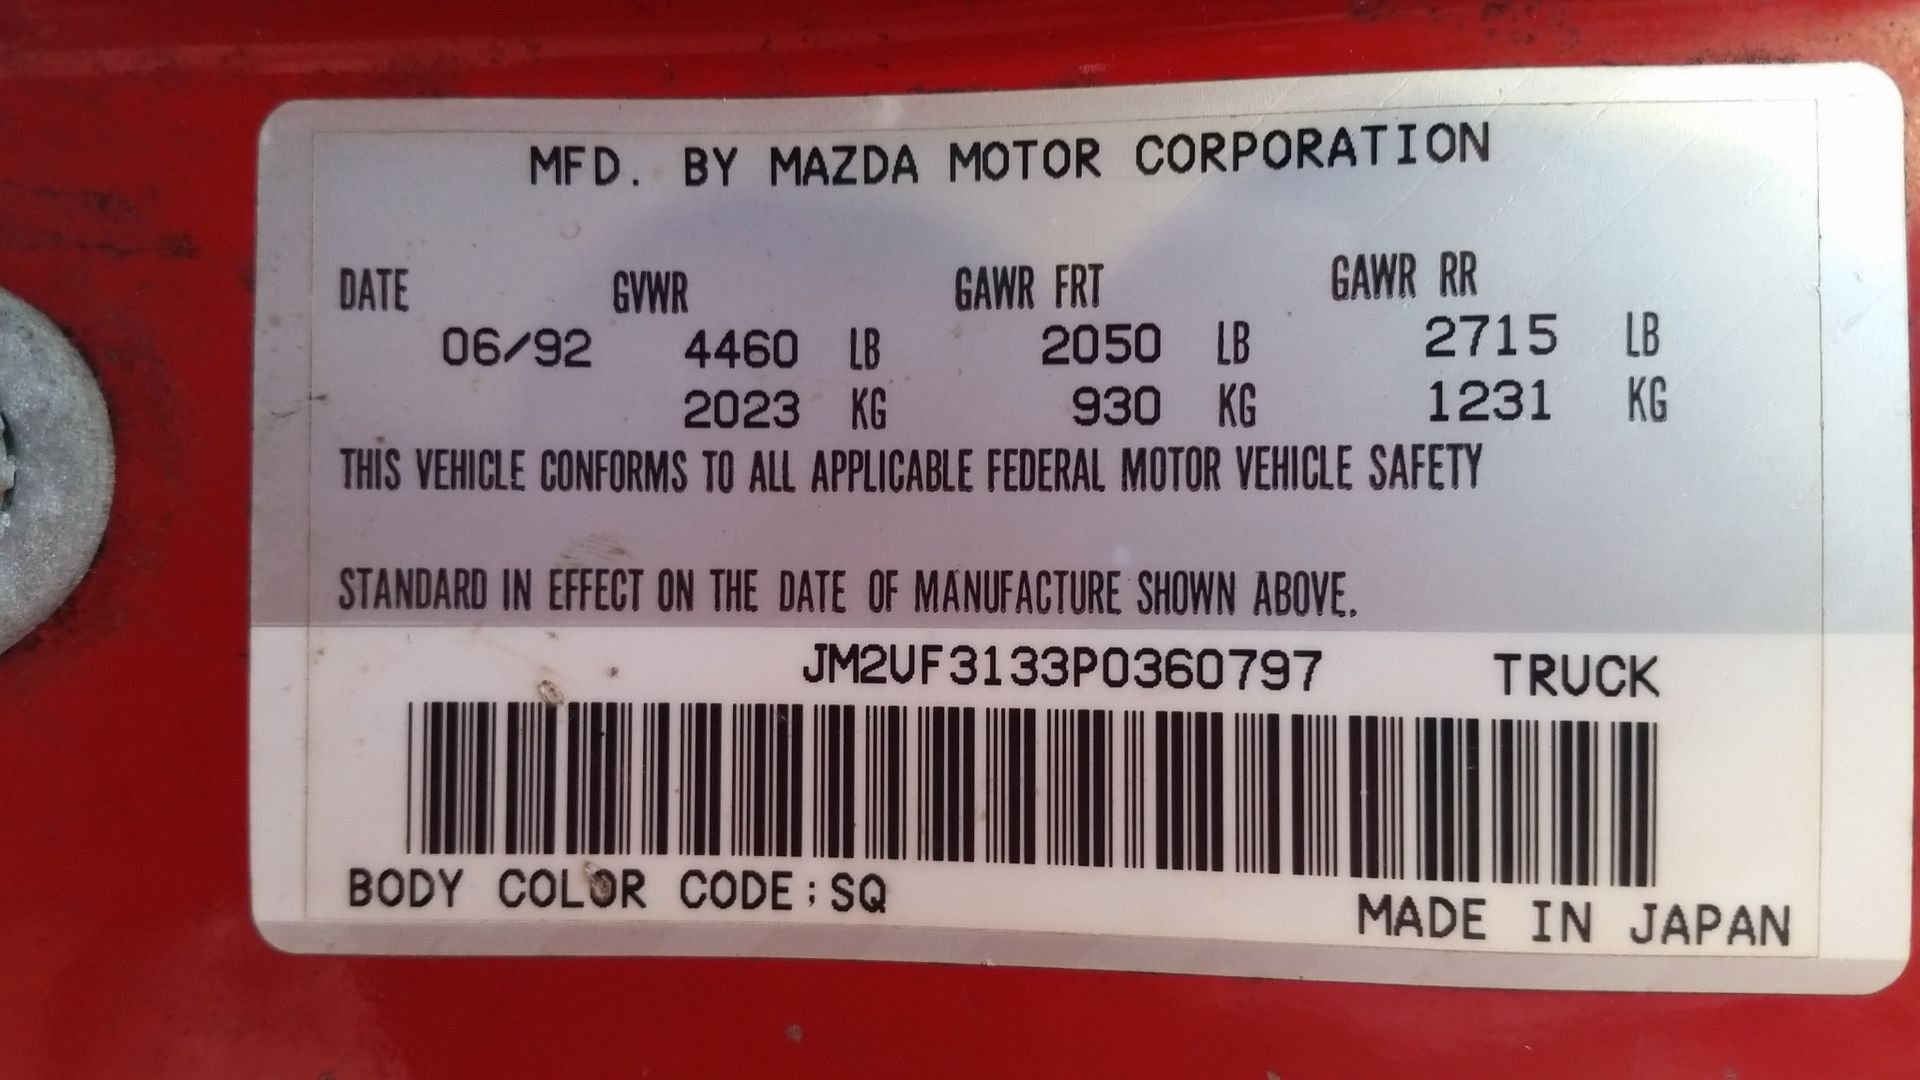 MFD. BY MAZDA MOTOR CORPORATION
DATE GVWR GAWR FRT GAWR RR
06/92 4460 LB 2050 LB 2715 LB
2023 KG 930 KG 1231 KG
THIS VEHICLE CONFORMS TO ALL APPLICABLE FEDERAL MOTOR VEHICLE SAFETY
STANDARD IN EFFECT ON THE DATE OF MANUFACTURE SHOWN ABOVE.
JM2UF3133P0360797 TRUCK
BODY COLOR CODE;SQ
MADE IN JAPAN